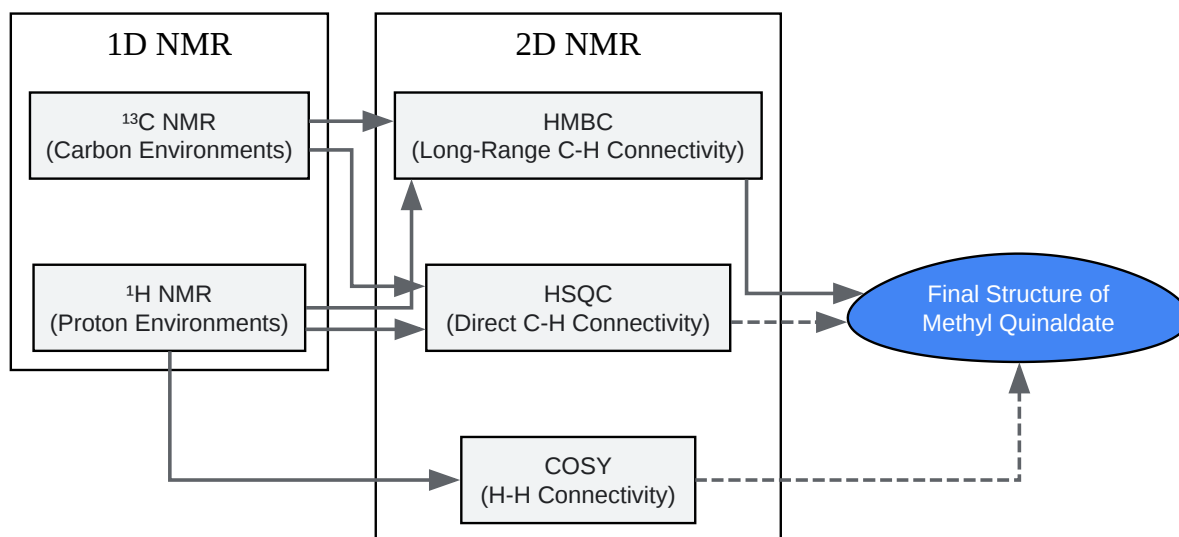 1D NMR
¹³C NMR
(Carbon Environments)
¹H NMR
(Proton Environments)
2D NMR
HMBC
(Long-Range C-H Connectivity)
HSQC
(Direct C-H Connectivity)
COSY
(H-H Connectivity)
Final Structure of
Methyl Quinaldate